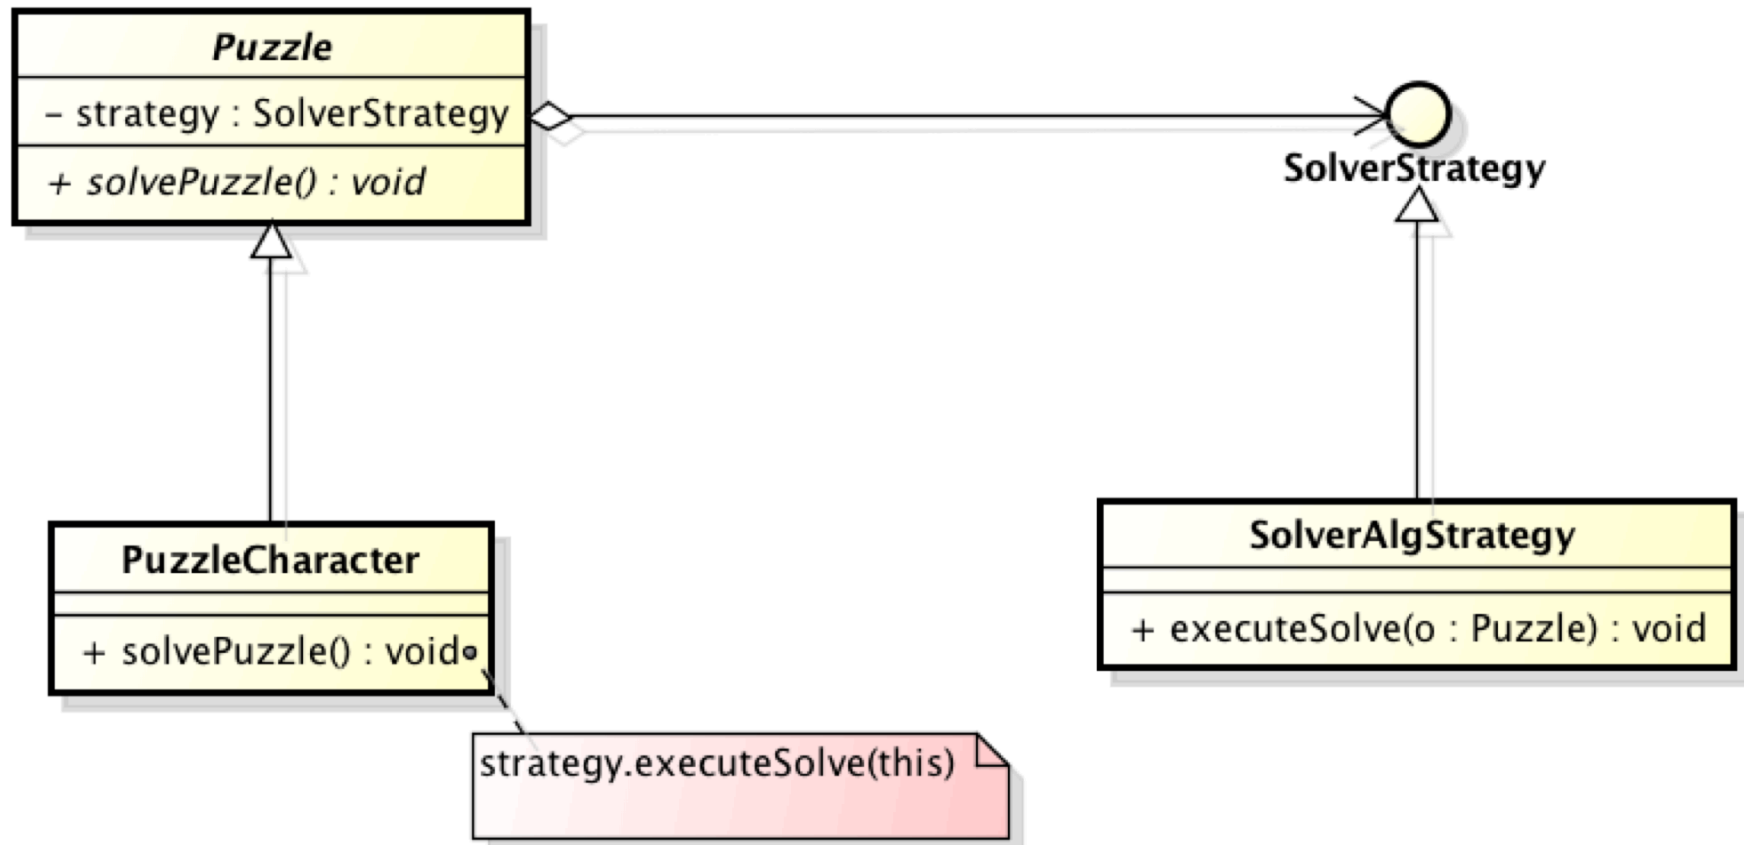 Puzzle
– strategy : SolverStrategy
+ solvePuzzle() : void
SolverStrategy
PuzzleCharacter
+ solvePuzzle() : void
SolverAlgStrategy
+ executeSolve(o : Puzzle) : void
strategy.executeSolve(this)